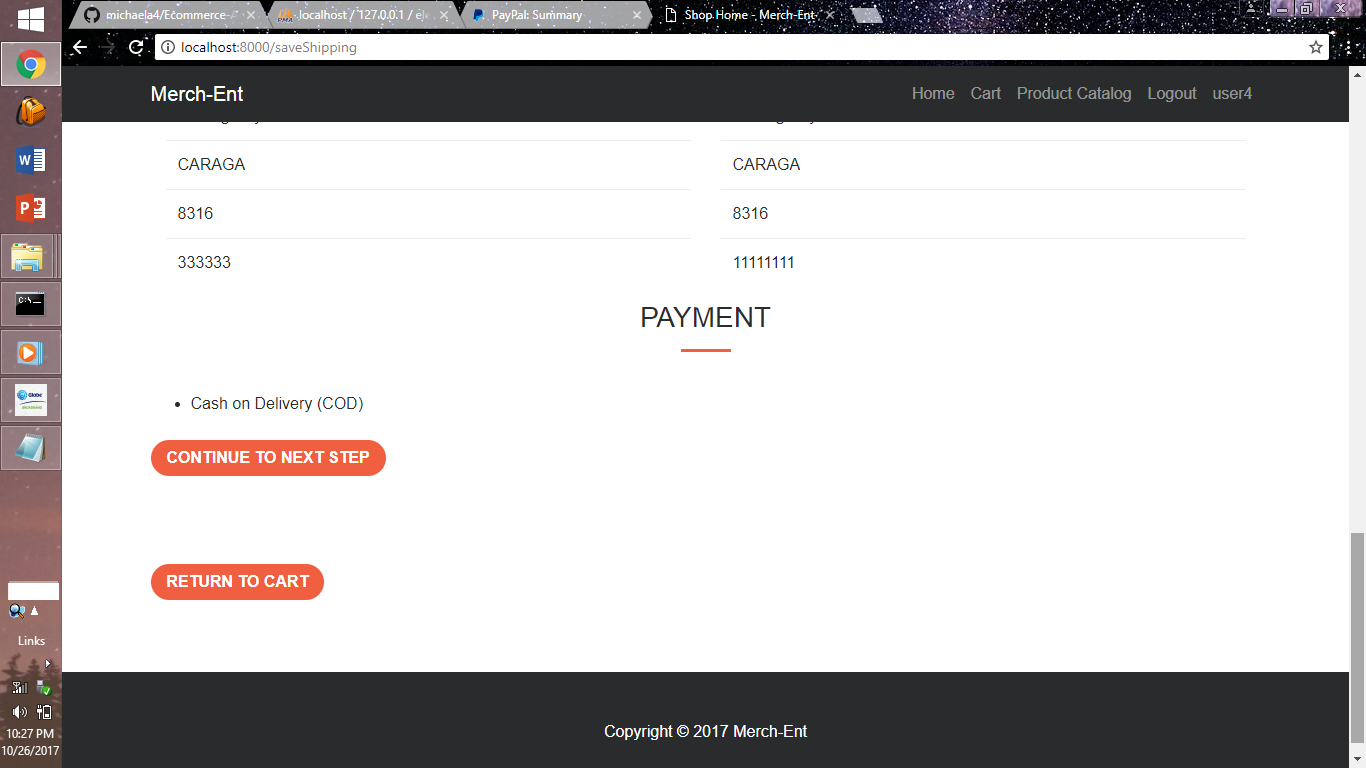 michaela4/Ecommerce-
localhost / 127.0.0.1 /
PayPal: Summary
Shop Home - Merch-Ent
localhost:8000/saveShipping
Merch-Ent
Home Cart Product Catalog Logout user4
CARAGA CARAGA
8316 8316
333333 11111111
PAYMENT
• Cash on Delivery (COD)
CONTINUE TO NEXT STEP
RETURN TO CART
Copyright © 2017 Merch-Ent
Globe
Links
10:27 PM
10/26/2017